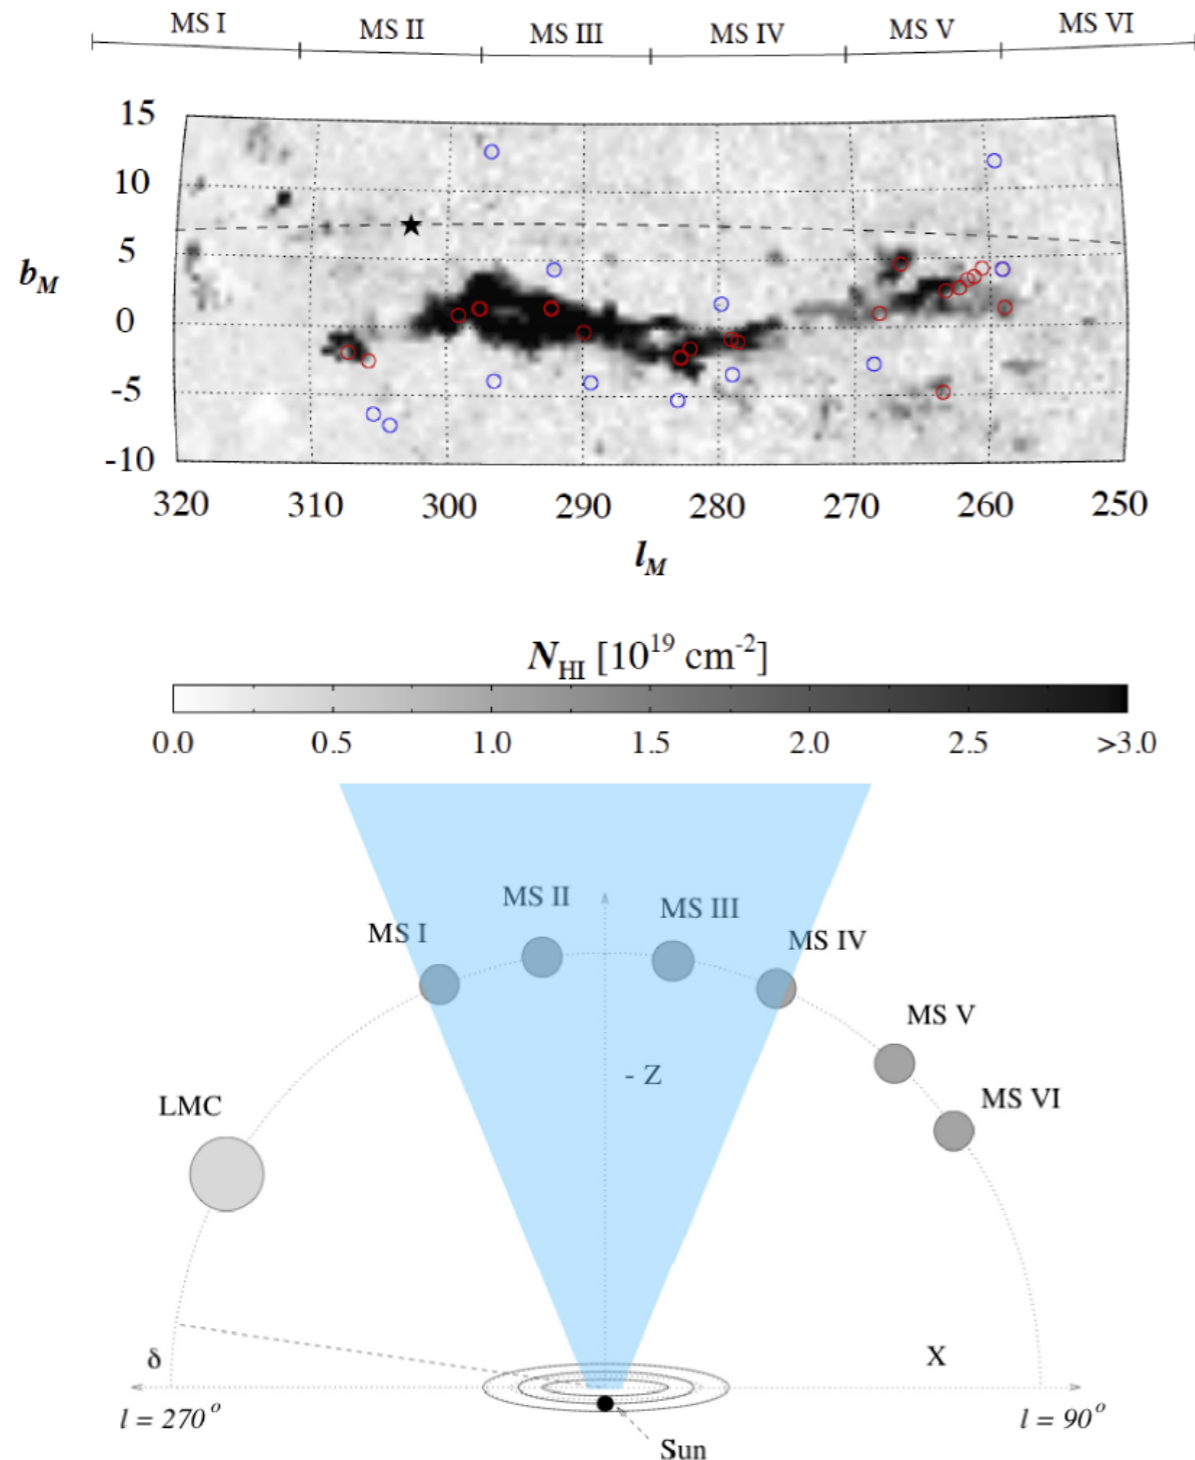 MS I MS II MS III MS IV MS V MS VI
15
10
5
0
-5
-10
b_M
320 310 300 290 280 270 260 250
l_M
N_HI [10^19 cm^-2]
0.0 0.5 1.0 1.5 2.0 2.5 >3.0
MS II MS III
MS I MS IV
MS V
- Z
LMC MS VI
δ X
l = 270° l = 90°
Sun